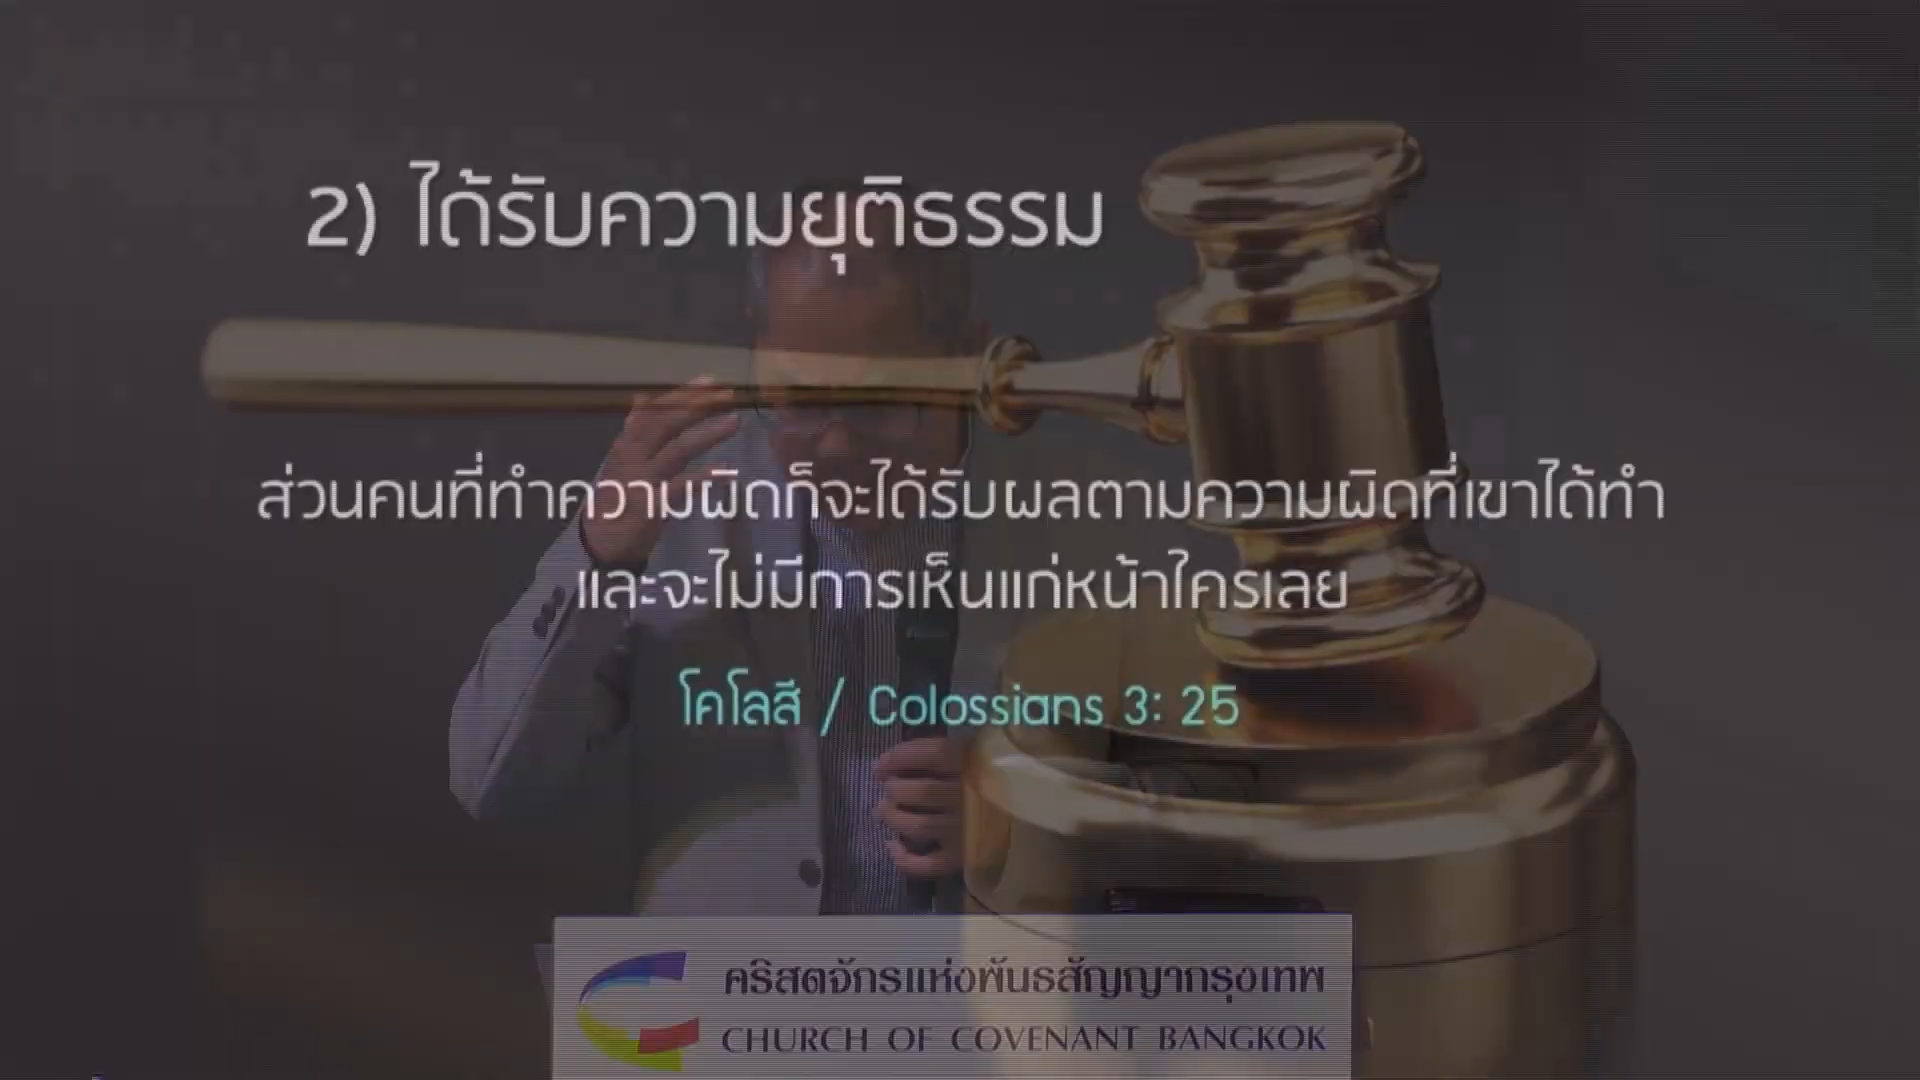 2) ได้รับความยุติธรรม
ส่วนคนที่ทำความผิดก็จะได้รับผลตามความผิดที่เขาได้ทำ
และจะไม่มีการเห็นแก่หน้าใครเลย
โคโลสี / Colossians 3: 25
คริสตจักรแห่งพันธสัญญากรุงเทพ
CHURCH OF COVENANT BANGKOK